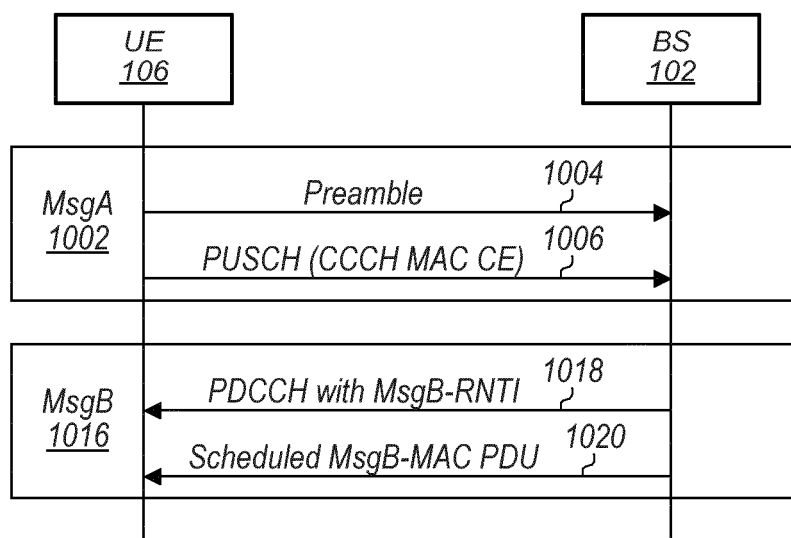 UE
106
BS
102
MsgA
1002
Preamble
1004
PUSCH (CCCH MAC CE)
1006
MsgB
1016
PDCCH with MsgB-RNTI
1018
Scheduled MsgB-MAC PDU
1020